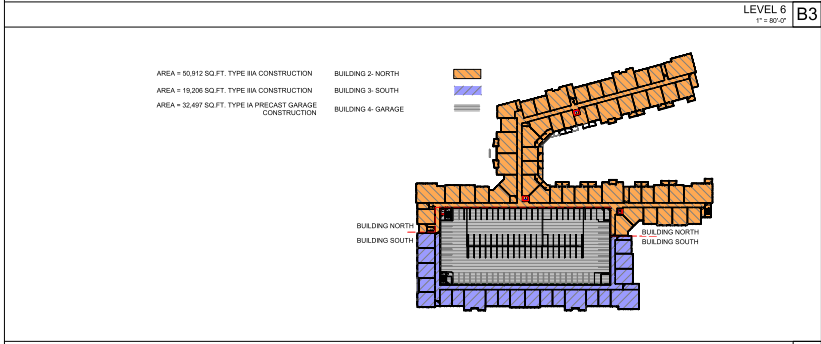 LEVEL 6
1" = 80'-0"
B3
AREA = 50,912 SQ.FT. TYPE IIIA CONSTRUCTION BUILDING 2- NORTH
AREA = 19,206 SQ.FT. TYPE IIIA CONSTRUCTION BUILDING 3- SOUTH
AREA = 32,497 SQ.FT. TYPE IA PRECAST GARAGE BUILDING 4- GARAGE
CONSTRUCTION
BUILDING NORTH
BUILDING SOUTH
BUILDING NORTH
BUILDING SOUTH